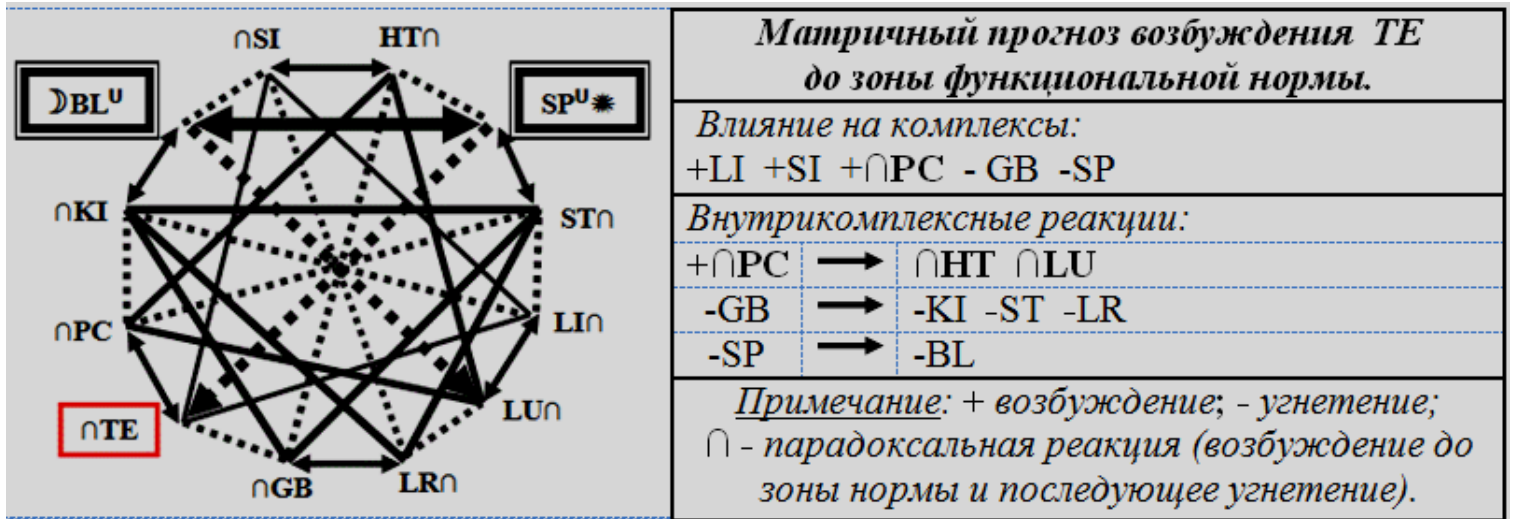 ∩SI HT∩
☽BLᵁ SPᵁ✹
∩KI ST∩
∩PC LI∩
∩TE LU∩
∩GB LR∩
Матричный прогноз возбуждения ТЕ
до зоны функциональной нормы.
Влияние на комплексы:
+LI +SI +∩PC - GB -SP
Внутрикомплексные реакции:
+∩PC → ∩HT ∩LU
-GB → -KI -ST -LR
-SP → -BL
Примечание: + возбуждение; - угнетение;
∩ - парадоксальная реакция (возбуждение до
зоны нормы и последующее угнетение).